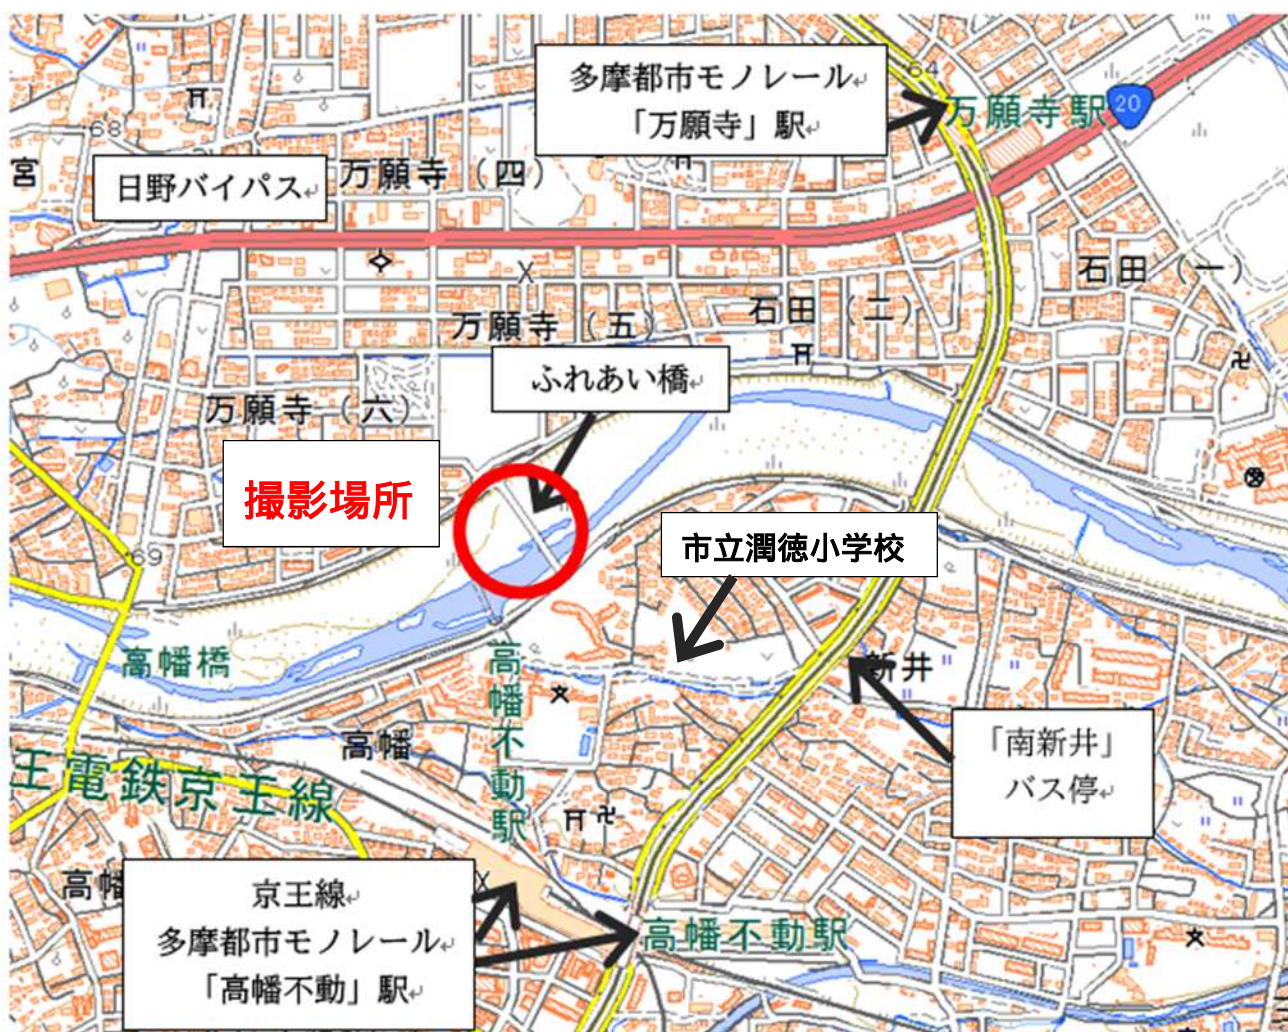 64
多摩都市モノレール↵
「万願寺」駅↵
万願寺駅
20
68
宮
日野バイパス↵
万願寺(四)
石田(一)
石田(二)
万願寺(五)
ふれあい橋↵
万願寺(六)
撮影場所
市立潤徳小学校
69
高幡橋
高幡不動駅
新井
高幡
「南新井」
バス停↵
王電鉄京王線
高幡
京王線↵
多摩都市モノレール↵
「高幡不動」駅↵
高幡不動駅